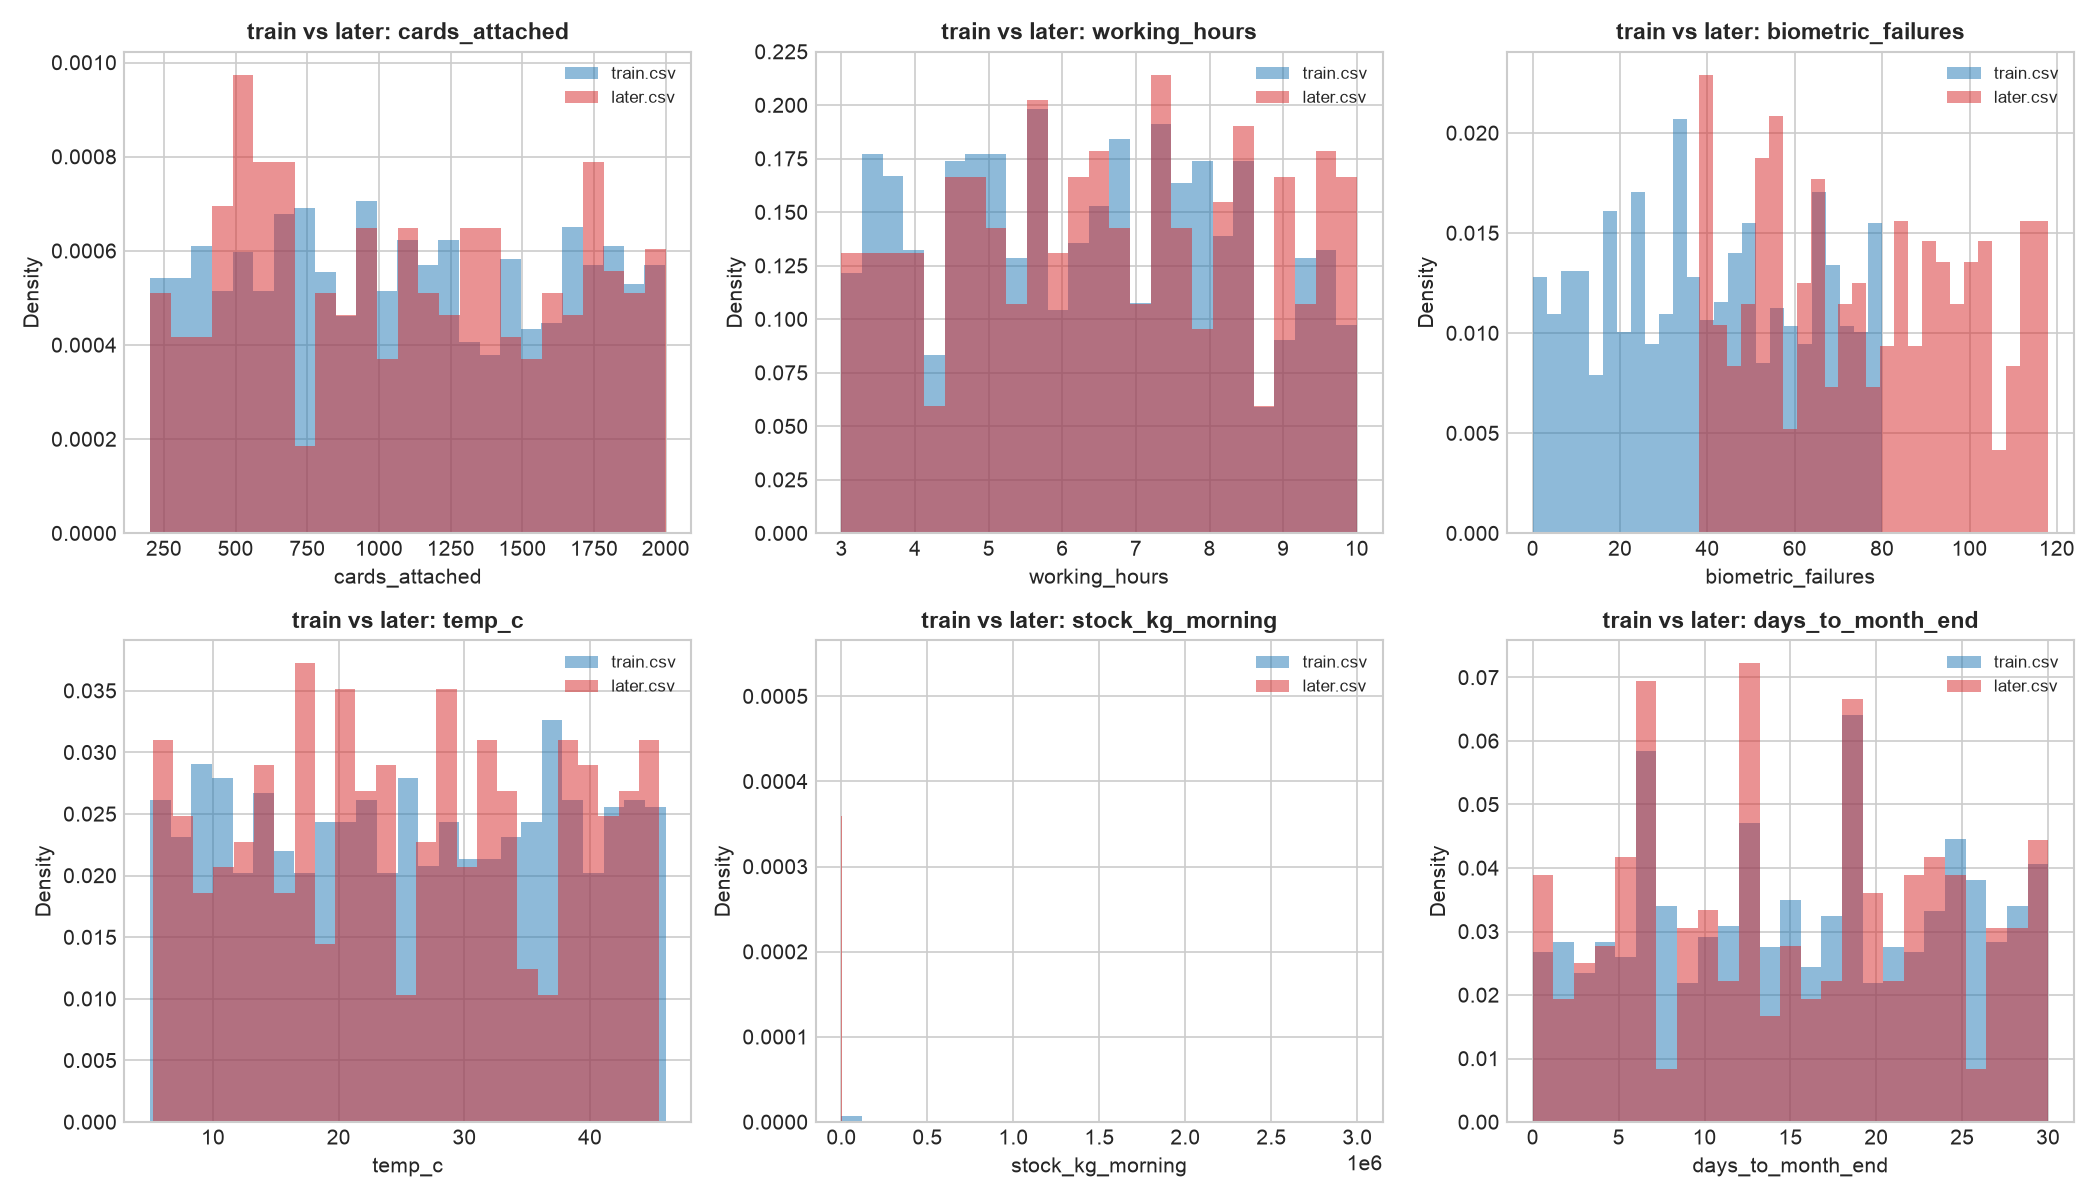 train vs later: cards_attached
train.csv
later.csv
0.0010
0.0008
0.0006
0.0004
0.0002
0.0000
Density
250 500 750 1000 1250 1500 1750 2000
cards_attached
train vs later: working_hours
train.csv
later.csv
0.225
0.200
0.175
0.150
0.125
0.100
0.075
0.050
0.025
0.000
Density
3 4 5 6 7 8 9 10
working_hours
train vs later: biometric_failures
train.csv
later.csv
0.020
0.015
0.010
0.005
0.000
Density
0 20 40 60 80 100 120
biometric_failures
train vs later: temp_c
train.csv
later.csv
0.035
0.030
0.025
0.020
0.015
0.010
0.005
0.000
Density
10 20 30 40
temp_c
train vs later: stock_kg_morning
train.csv
later.csv
0.0005
0.0004
0.0003
0.0002
0.0001
0.0000
Density
0.0 0.5 1.0 1.5 2.0 2.5 3.0
1e6
stock_kg_morning
train vs later: days_to_month_end
train.csv
later.csv
0.07
0.06
0.05
0.04
0.03
0.02
0.01
0.00
Density
0 5 10 15 20 25 30
days_to_month_end